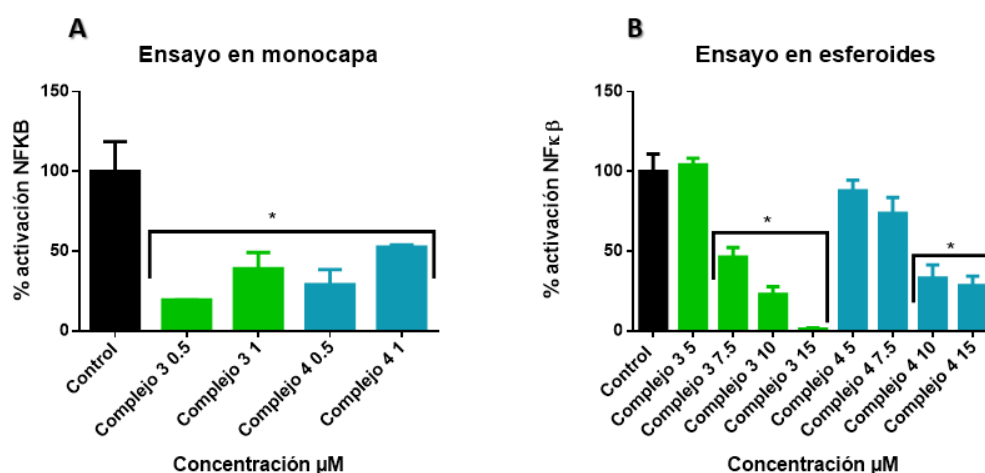 A
Ensayo en monocapa
% activación NFKB
150
100
50
0
*
Control
Complejo 3 0.5
Complejo 3 1
Complejo 4 0.5
Complejo 4 1
Concentración µM
B
Ensayo en esferoides
% activación NFκ β
150
100
50
0
*
*
Control
Complejo 3 5
Complejo 3 7.5
Complejo 3 10
Complejo 3 15
Complejo 4 5
Complejo 4 7.5
Complejo 4 10
Complejo 4 15
Concentración µM